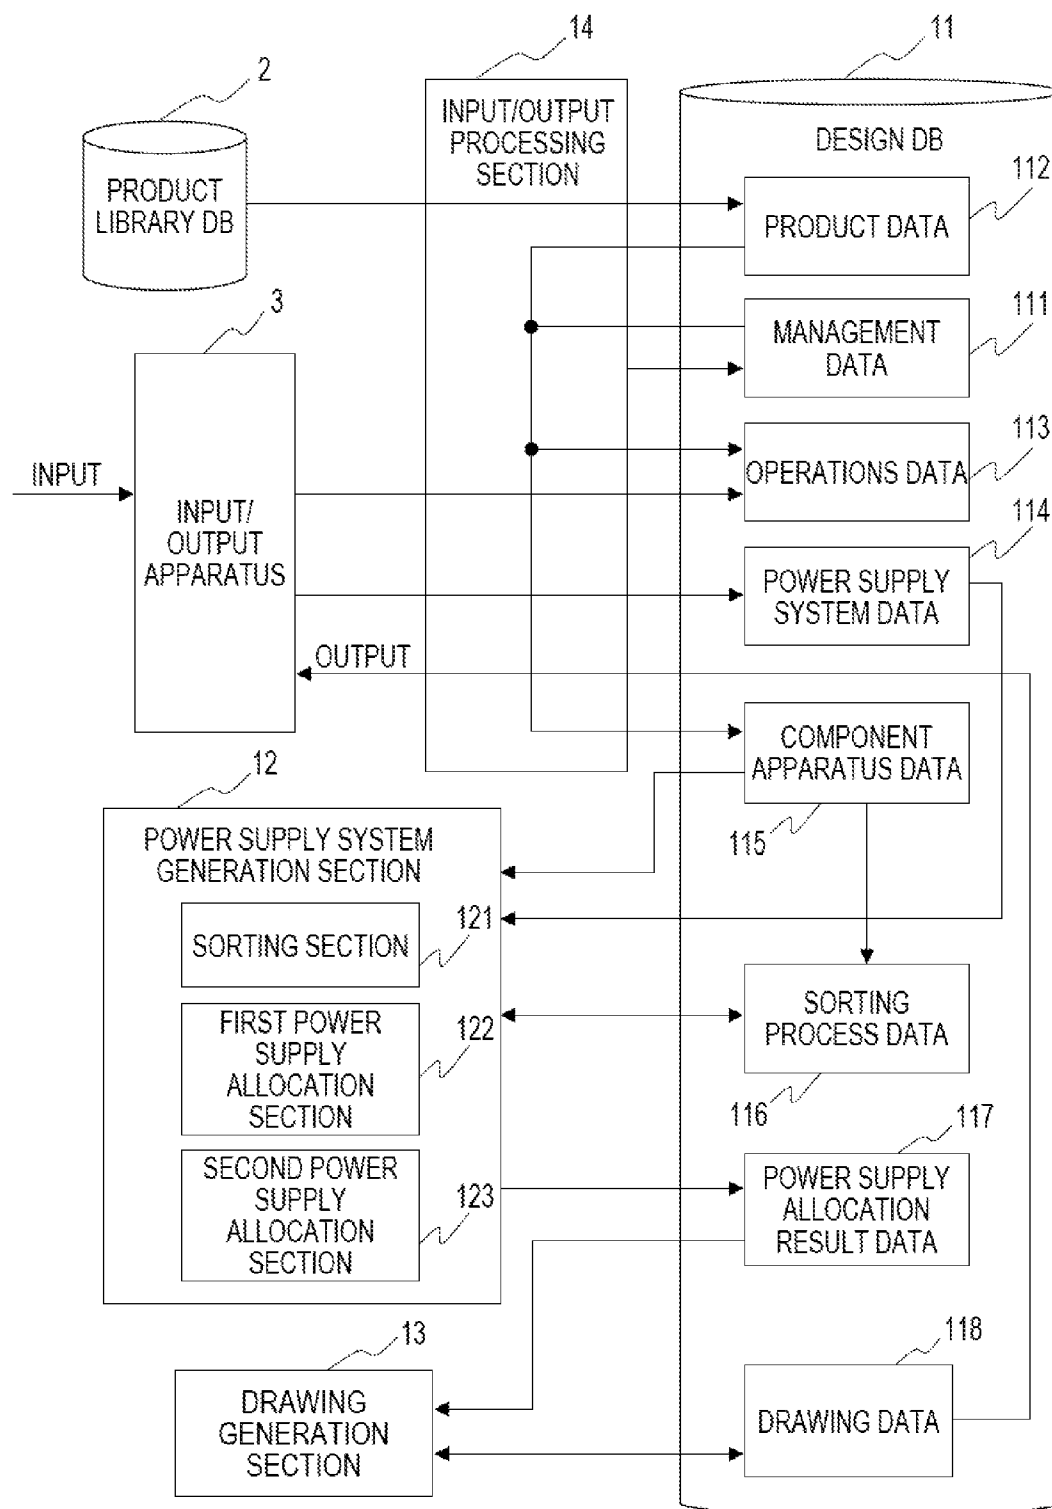 2
14
11
PRODUCT
LIBRARY DB
INPUT/OUTPUT
PROCESSING
SECTION
DESIGN DB
112
PRODUCT DATA
3
111
MANAGEMENT
DATA
INPUT
INPUT/
OUTPUT
APPARATUS
113
OPERATIONS DATA
114
POWER SUPPLY
SYSTEM DATA
OUTPUT
COMPONENT
APPARATUS DATA
115
12
POWER SUPPLY SYSTEM
GENERATION SECTION
121
SORTING SECTION
FIRST POWER
SUPPLY
ALLOCATION
SECTION
122
SORTING
PROCESS DATA
116
SECOND POWER
SUPPLY
ALLOCATION
SECTION
123
117
POWER SUPPLY
ALLOCATION
RESULT DATA
13
DRAWING
GENERATION
SECTION
118
DRAWING DATA